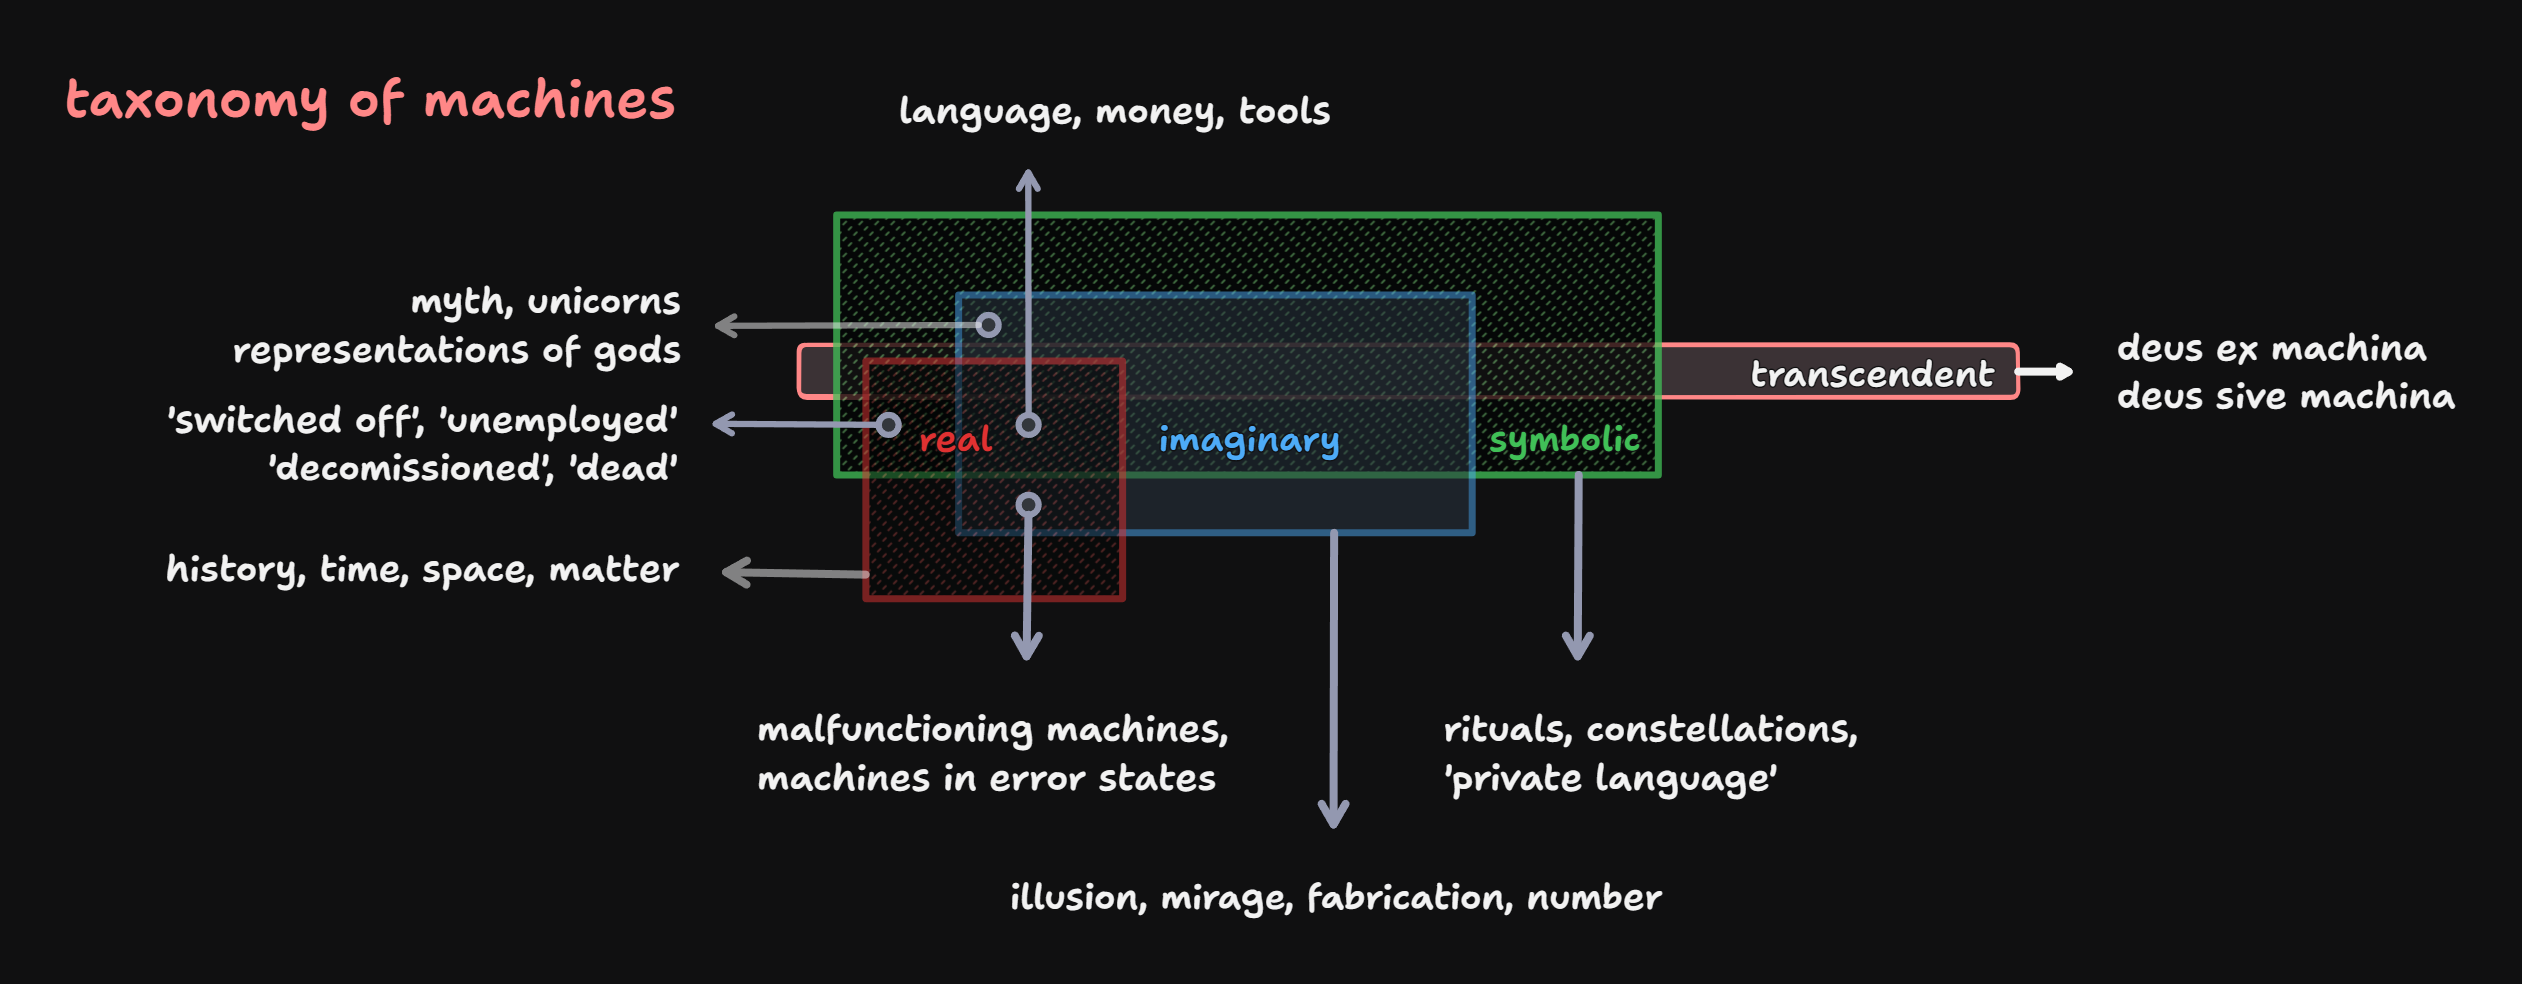 taxonomy of machines
language, money, tools
myth, unicorns
representations of gods
'switched off', 'unemployed'
'decomissioned', 'dead'
history, time, space, matter
real
imaginary
symbolic
transcendent
deus ex machina
deus sive machina
malfunctioning machines,
machines in error states
rituals, constellations,
'private language'
illusion, mirage, fabrication, number